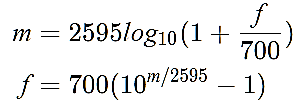 m = 2595log₁₀(1 + f/700)
f = 700(10^{m/2595} − 1)